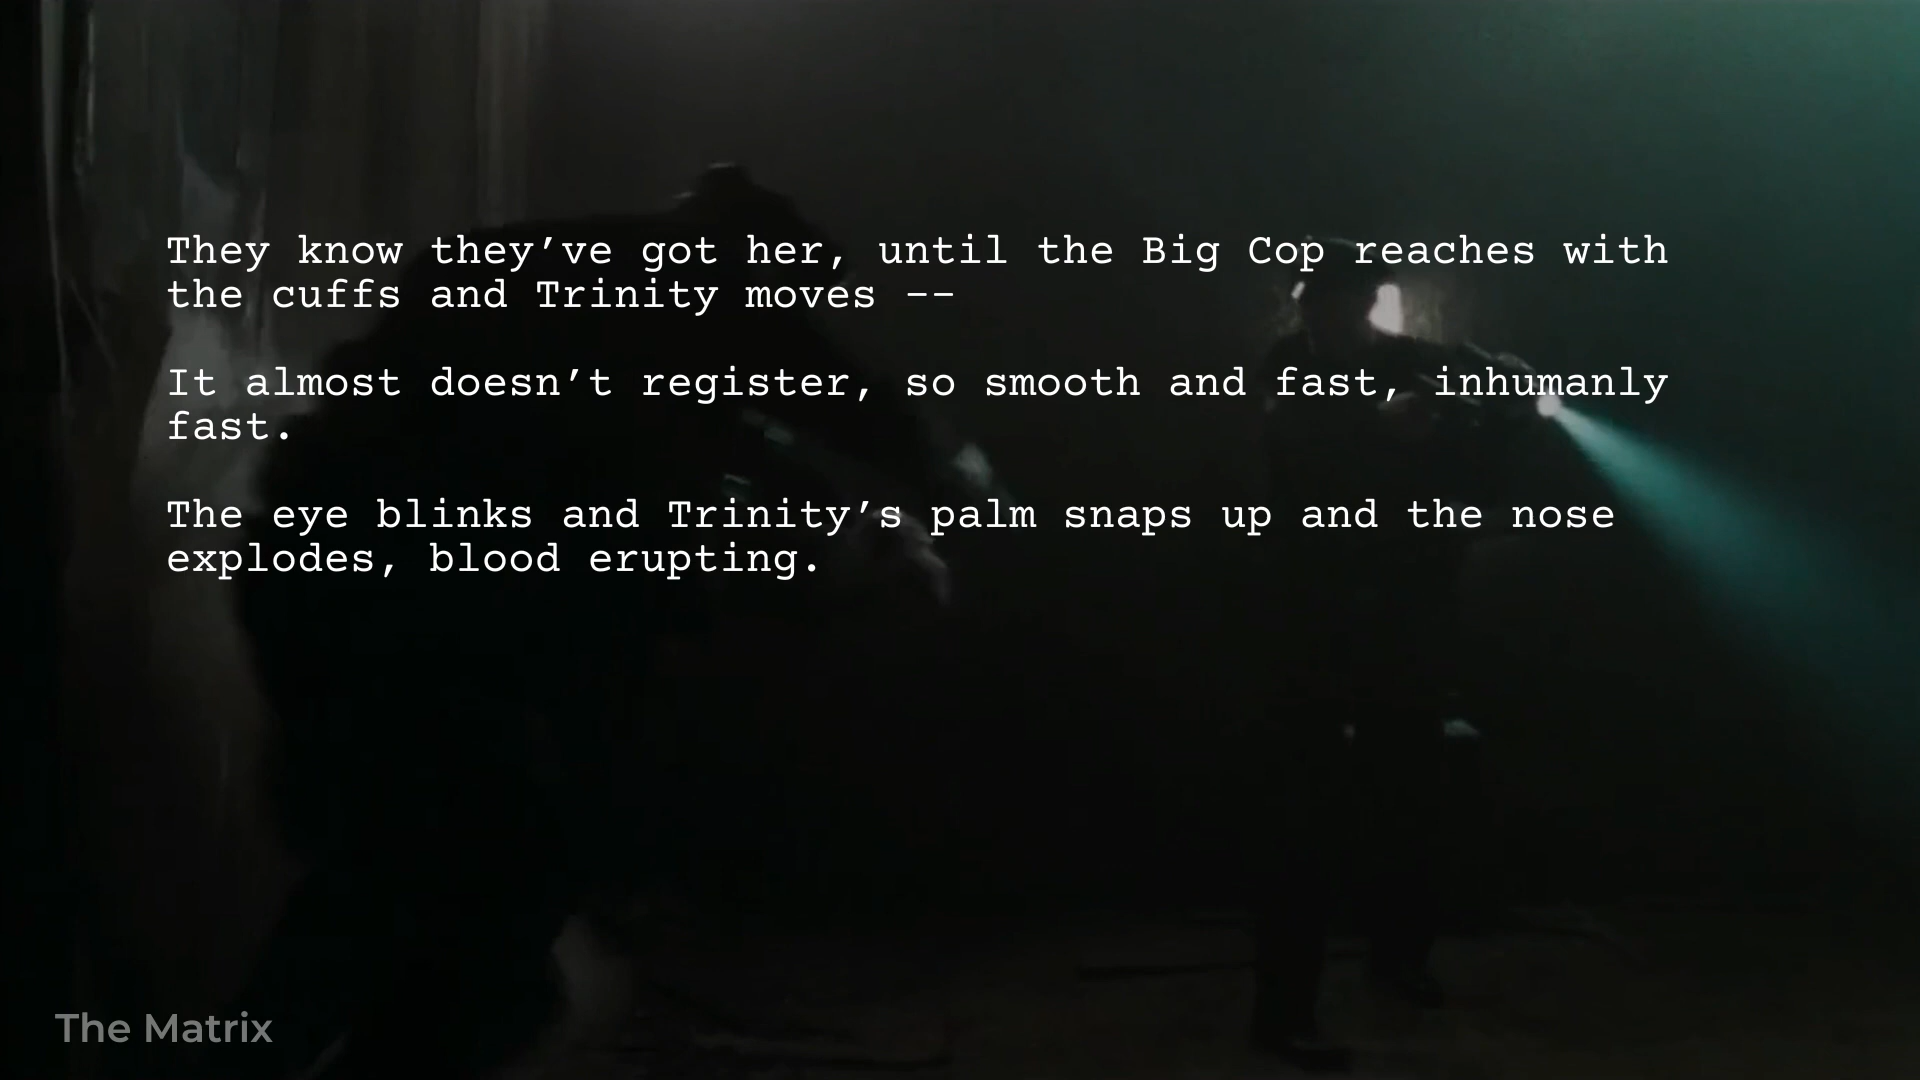 They know they’ve got her, until the Big Cop reaches with
the cuffs and Trinity moves --
It almost doesn’t register, so smooth and fast, inhumanly
fast.
The eye blinks and Trinity’s palm snaps up and the nose
explodes, blood erupting.
The Matrix